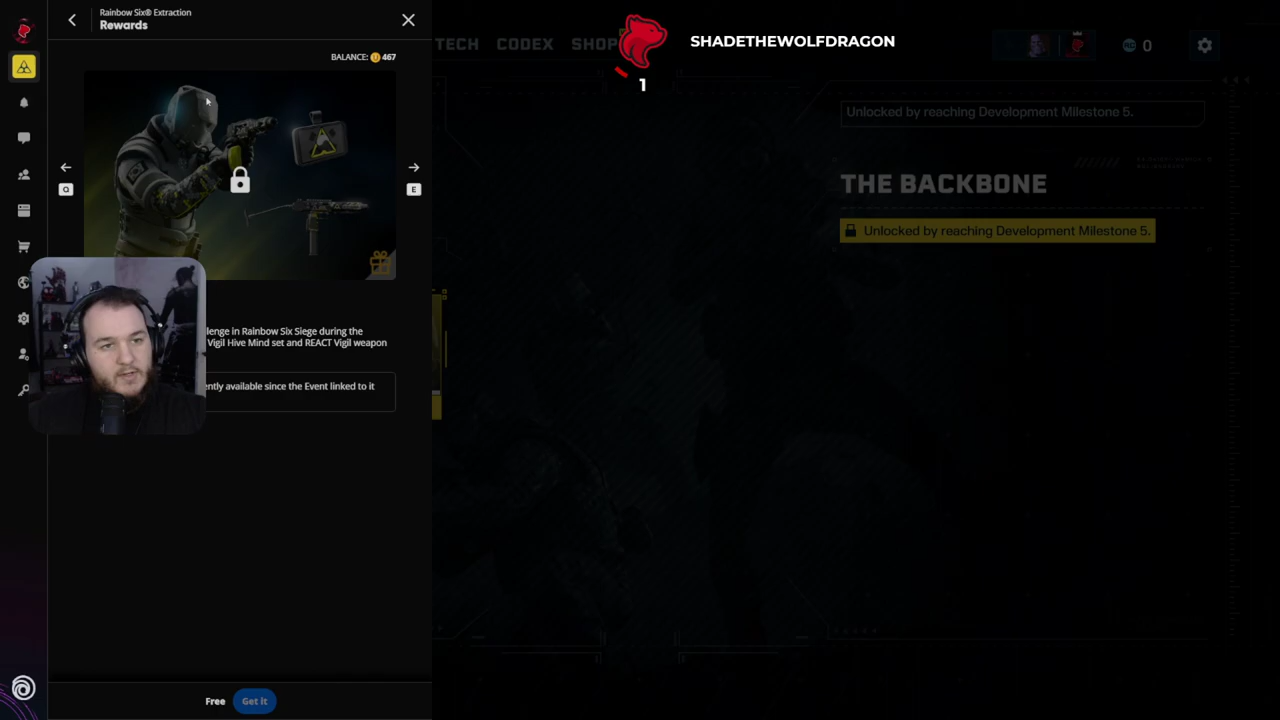 Rainbow Six® Extraction
Rewards
BALANCE: 467
Q
E
lenge in Rainbow Six Siege during the
Vigil Hive Mind set and REACT Vigil weapon
ently available since the Event linked to it
Free
Get it
TECH
CODEX
SHOP
SHADETHEWOLFDRAGON
1
0
Unlocked by reaching Development Milestone 5.
THE BACKBONE
Unlocked by reaching Development Milestone 5.